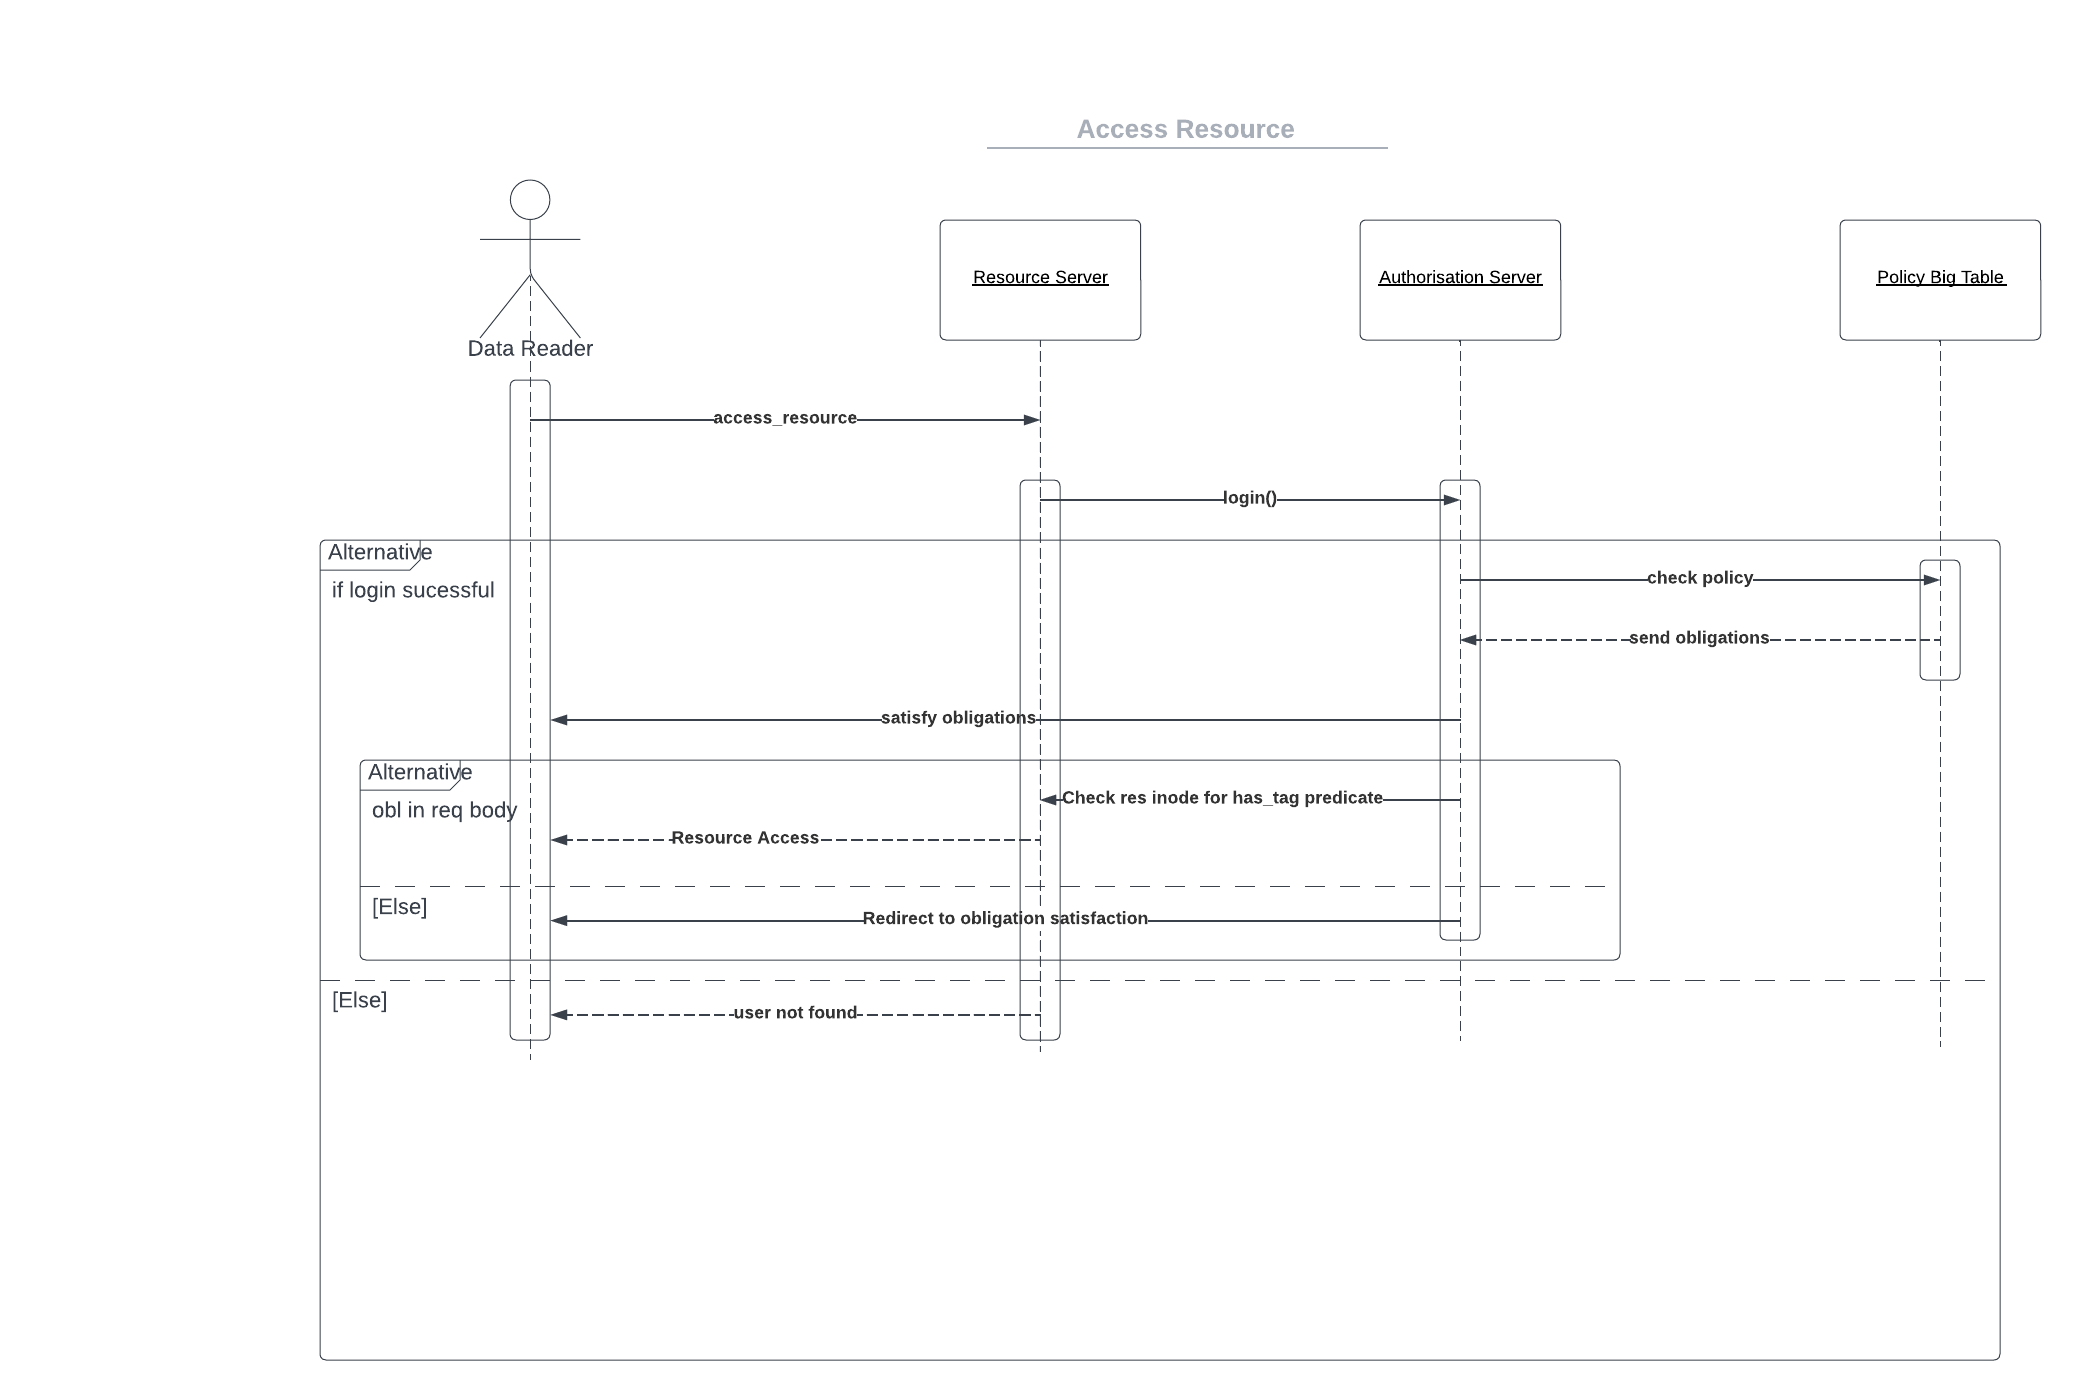 Access Resource
Data Reader
Resource Server
Authorisation Server
Policy Big Table
access_resource
login()
Alternative
if login sucessful
check policy
send obligations
satisfy obligations
Alternative
obl in req body
Check res inode for has_tag predicate
Resource Access
[Else]
Redirect to obligation satisfaction
[Else]
user not found